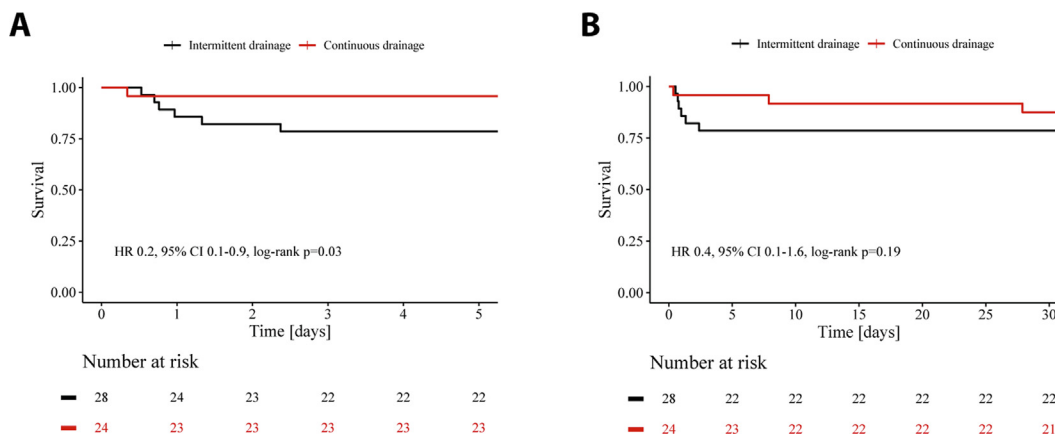 A
Intermittent drainage Continuous drainage
1.00
0.75
0.50
0.25
0.00
Survival
HR 0.2, 95% CI 0.1-0.9, log-rank p=0.03
0 1 2 3 4 5
Time [days]
Number at risk
28 24 23 22 22 22
24 23 23 23 23 23
B
Intermittent drainage Continuous drainage
1.00
0.75
0.50
0.25
0.00
Survival
HR 0.4, 95% CI 0.1-1.6, log-rank p=0.19
0 5 10 15 20 25 30
Time [days]
Number at risk
28 22 22 22 22 22 22
24 23 22 22 22 22 21